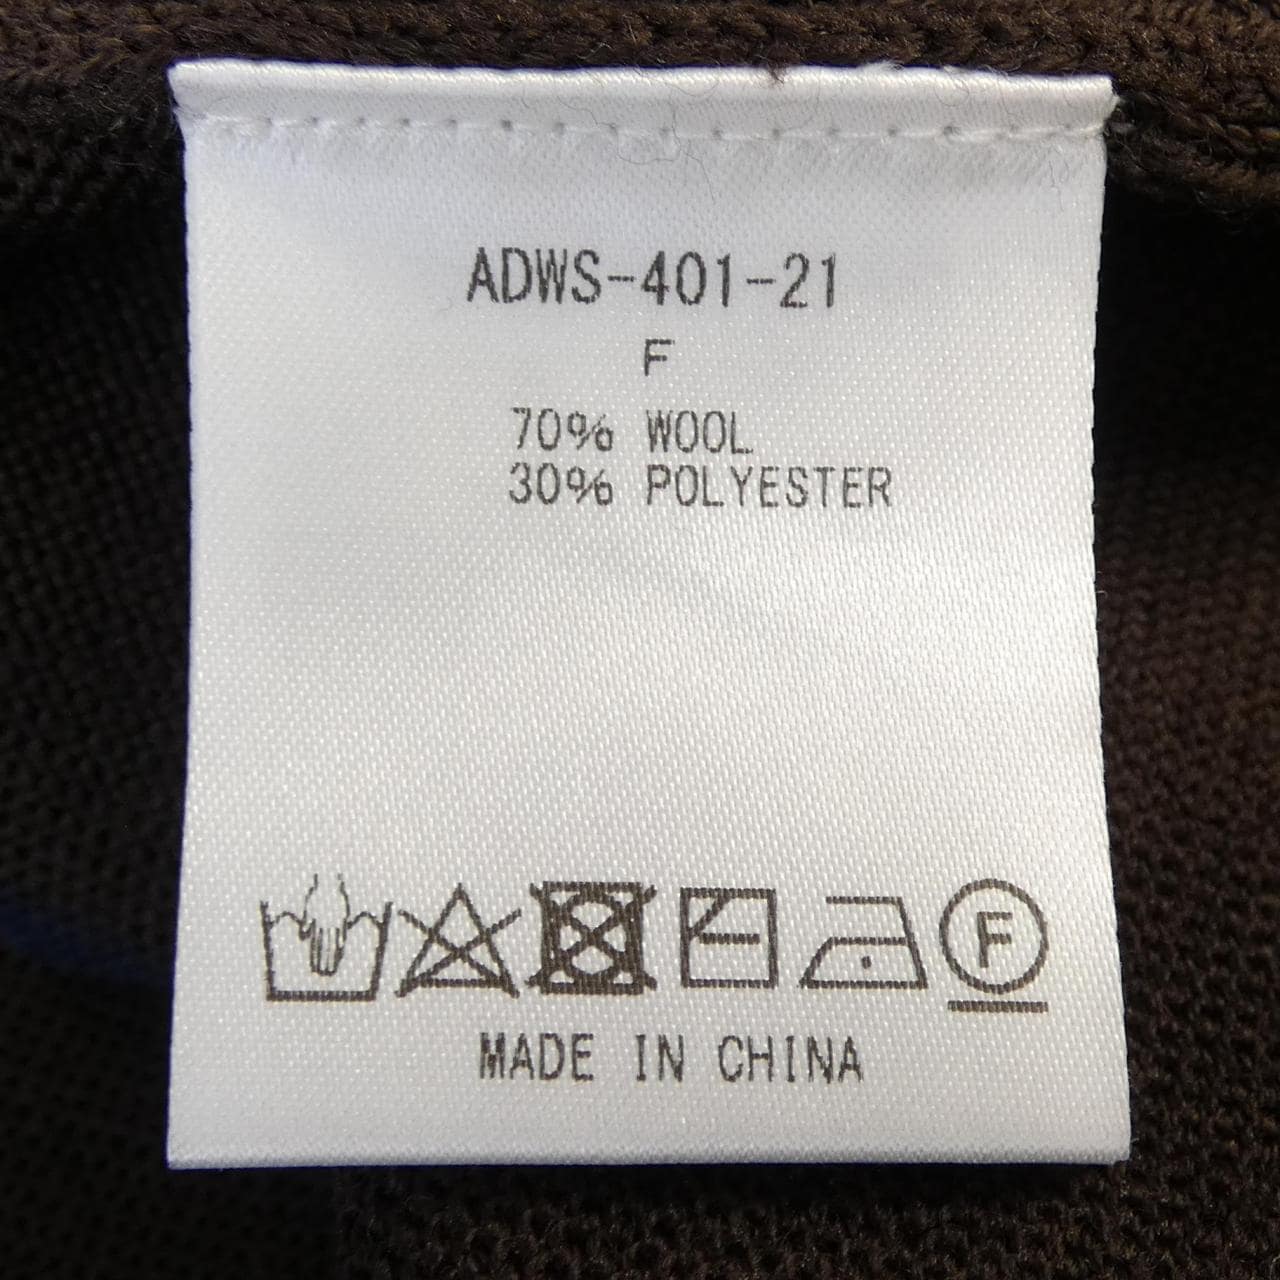 ADWS-401-21
F
70% WOOL
30% POLYESTER
F
MADE IN CHINA